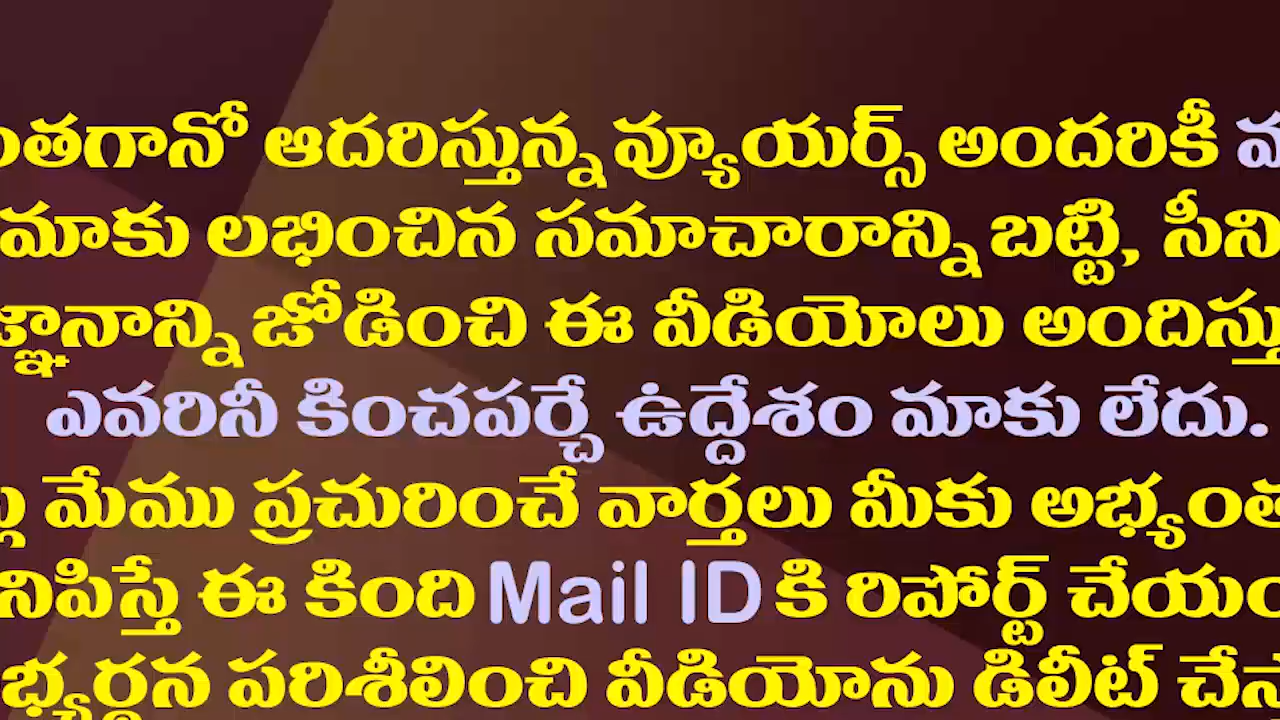 ంతగానో ఆదరిస్తున్న వ్యూయర్స్ అందరికీ
మాకు లభించిన సమాచారాన్ని బట్టి, సీని
జ్ఞానాన్ని జోడించి ఈ వీడియోలు అందిస్తు
ఎవరినీ కించపర్చే ఉద్దేశం మాకు లేదు.
మేము ప్రచురించే వార్తలు మీకు అభ్యంత
నిపిస్తే ఈ కింది Mail ID కి రిపోర్ట్ చేయం
భ్యర్థన పరిశీలించి వీడియోను డిలీట్ చేస